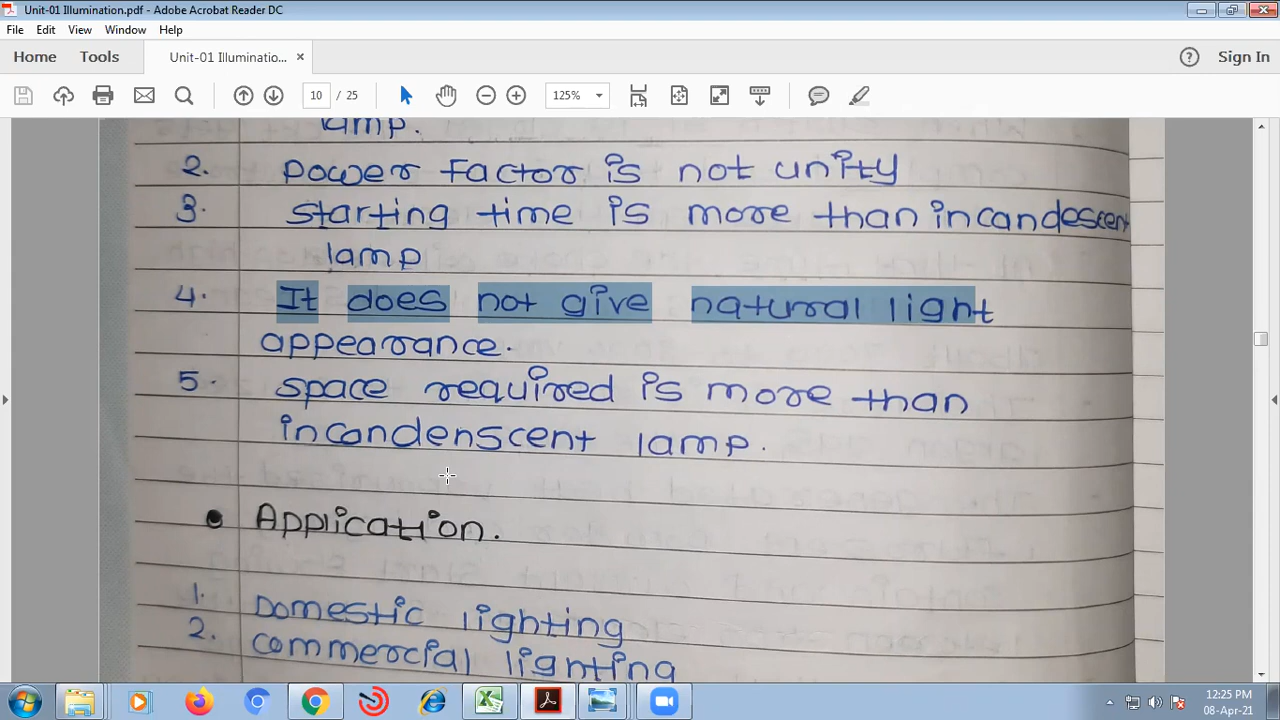 Unit-01 Illumination.pdf - Adobe Acrobat Reader DC
File Edit View Window Help
Home Tools Unit-01 Illuminatio... × Sign In
10 / 25 125%
lamp.
2. Power Factor is not unity
3. starting time is more than incandescent
lamp
4. It does not give natural light
appearance.
5. space required is more than
incandenscent lamp.
Application.
1. Domestic lighting
2. commercial lighting
12:25 PM
08-Apr-21